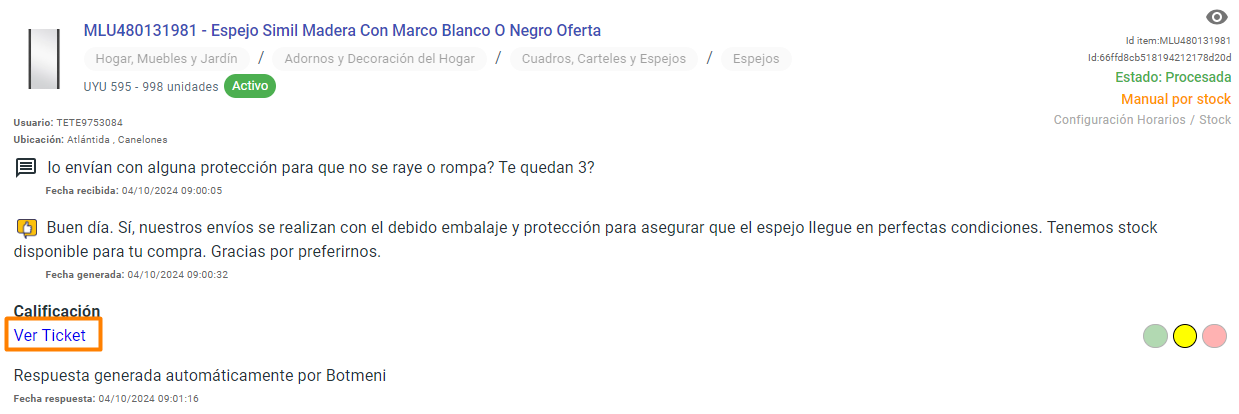 MLU480131981 - Espejo Simil Madera Con Marco Blanco O Negro Oferta
Hogar, Muebles y Jardín / Adornos y Decoración del Hogar / Cuadros, Carteles y Espejos / Espejos
UYU 595 - 998 unidades Activo
Id item:MLU480131981
Id:66ffd8cb518194212178d20d
Estado: Procesada
Manual por stock
Configuración Horarios / Stock
Usuario: TETE9753084
Ubicación: Atlántida , Canelones
lo envían con alguna protección para que no se raye o rompa? Te quedan 3?
Fecha recibida: 04/10/2024 09:00:05
Buen día. Sí, nuestros envíos se realizan con el debido embalaje y protección para asegurar que el espejo llegue en perfectas condiciones. Tenemos stock
disponible para tu compra. Gracias por preferirnos.
Fecha generada: 04/10/2024 09:00:32
Calificación
Ver Ticket
Respuesta generada automáticamente por Botmeni
Fecha respuesta: 04/10/2024 09:01:16